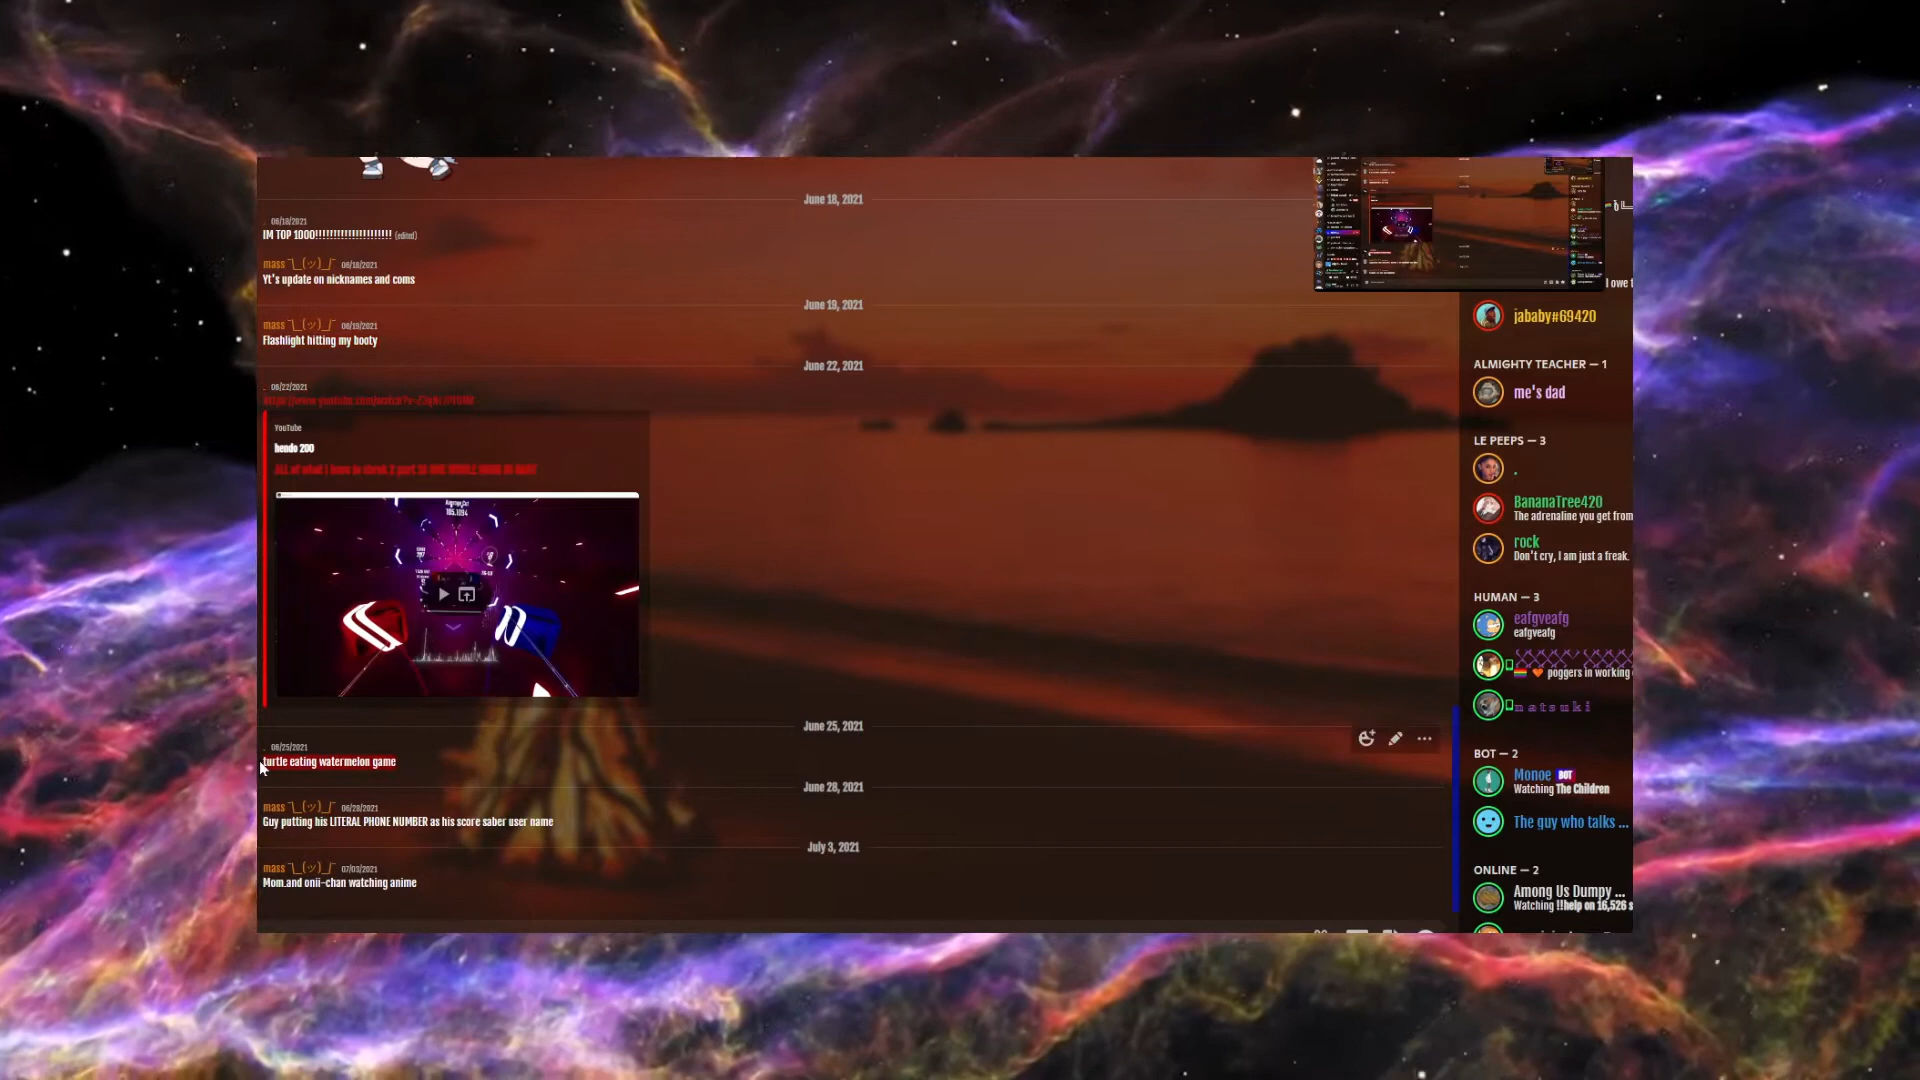 June 18, 2021
. 06/18/2021
IM TOP 1000!!!!!!!!!!!!!!!!!!!!! (edited)
mass ¯\_(ツ)_/¯ 06/18/2021
Yt's update on nicknames and coms
June 19, 2021
mass ¯\_(ツ)_/¯ 06/19/2021
Flashlight hitting my booty
June 22, 2021
. 06/22/2021
YouTube
hendo 200
June 25, 2021
. 06/25/2021
turtle eating watermelon game
June 28, 2021
mass ¯\_(ツ)_/¯ 06/28/2021
Guy putting his LITERAL PHONE NUMBER as his score saber user name
July 3, 2021
mass ¯\_(ツ)_/¯ 07/03/2021
Mom.and onii-chan watching anime
I owe
jababy#69420
ALMIGHTY TEACHER — 1
me's dad
LE PEEPS — 3
.
BananaTree420
The adrenaline you get from
rock
Don't cry, I am just a freak.
HUMAN — 3
eafgveafg
eafgveafg
poggers in working
natsuki
BOT — 2
Monoe BOT
Watching The Children
The guy who talks ...
ONLINE — 2
Among Us Dumpy ...
Watching !!help on 16,526 s